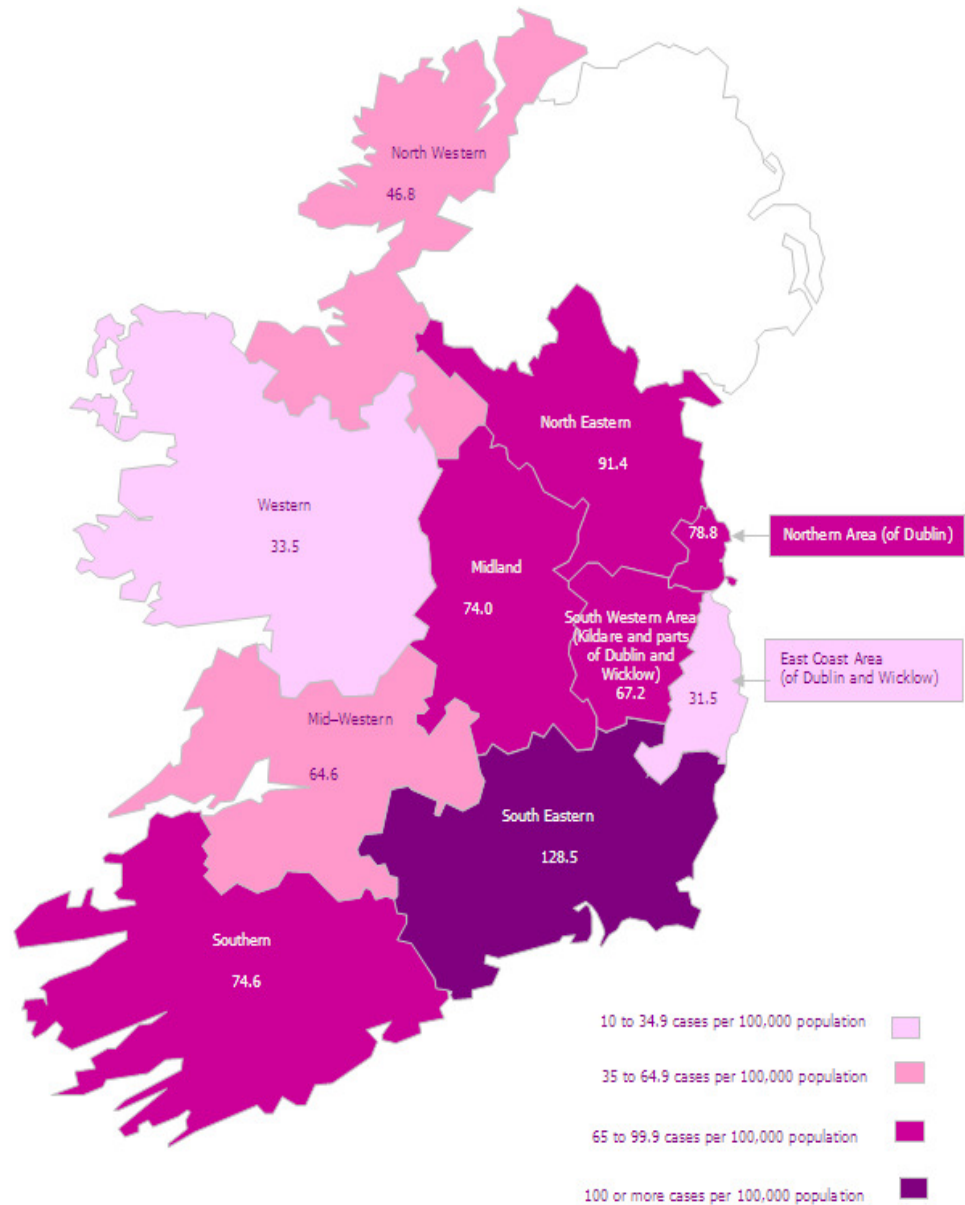 North Western
46.8
North Eastern
91.4
Western
33.5
78.8
Northern Area (of Dublin)
Midland
74.0
South Western Area
(Kildare and parts
of Dublin and
Wicklow)
67.2
East Coast Area
(of Dublin and Wicklow)
31.5
Mid–Western
64.6
South Eastern
128.5
Southern
74.6
10 to 34.9 cases per 100,000 population
35 to 64.9 cases per 100,000 population
65 to 99.9 cases per 100,000 population
100 or more cases per 100,000 population